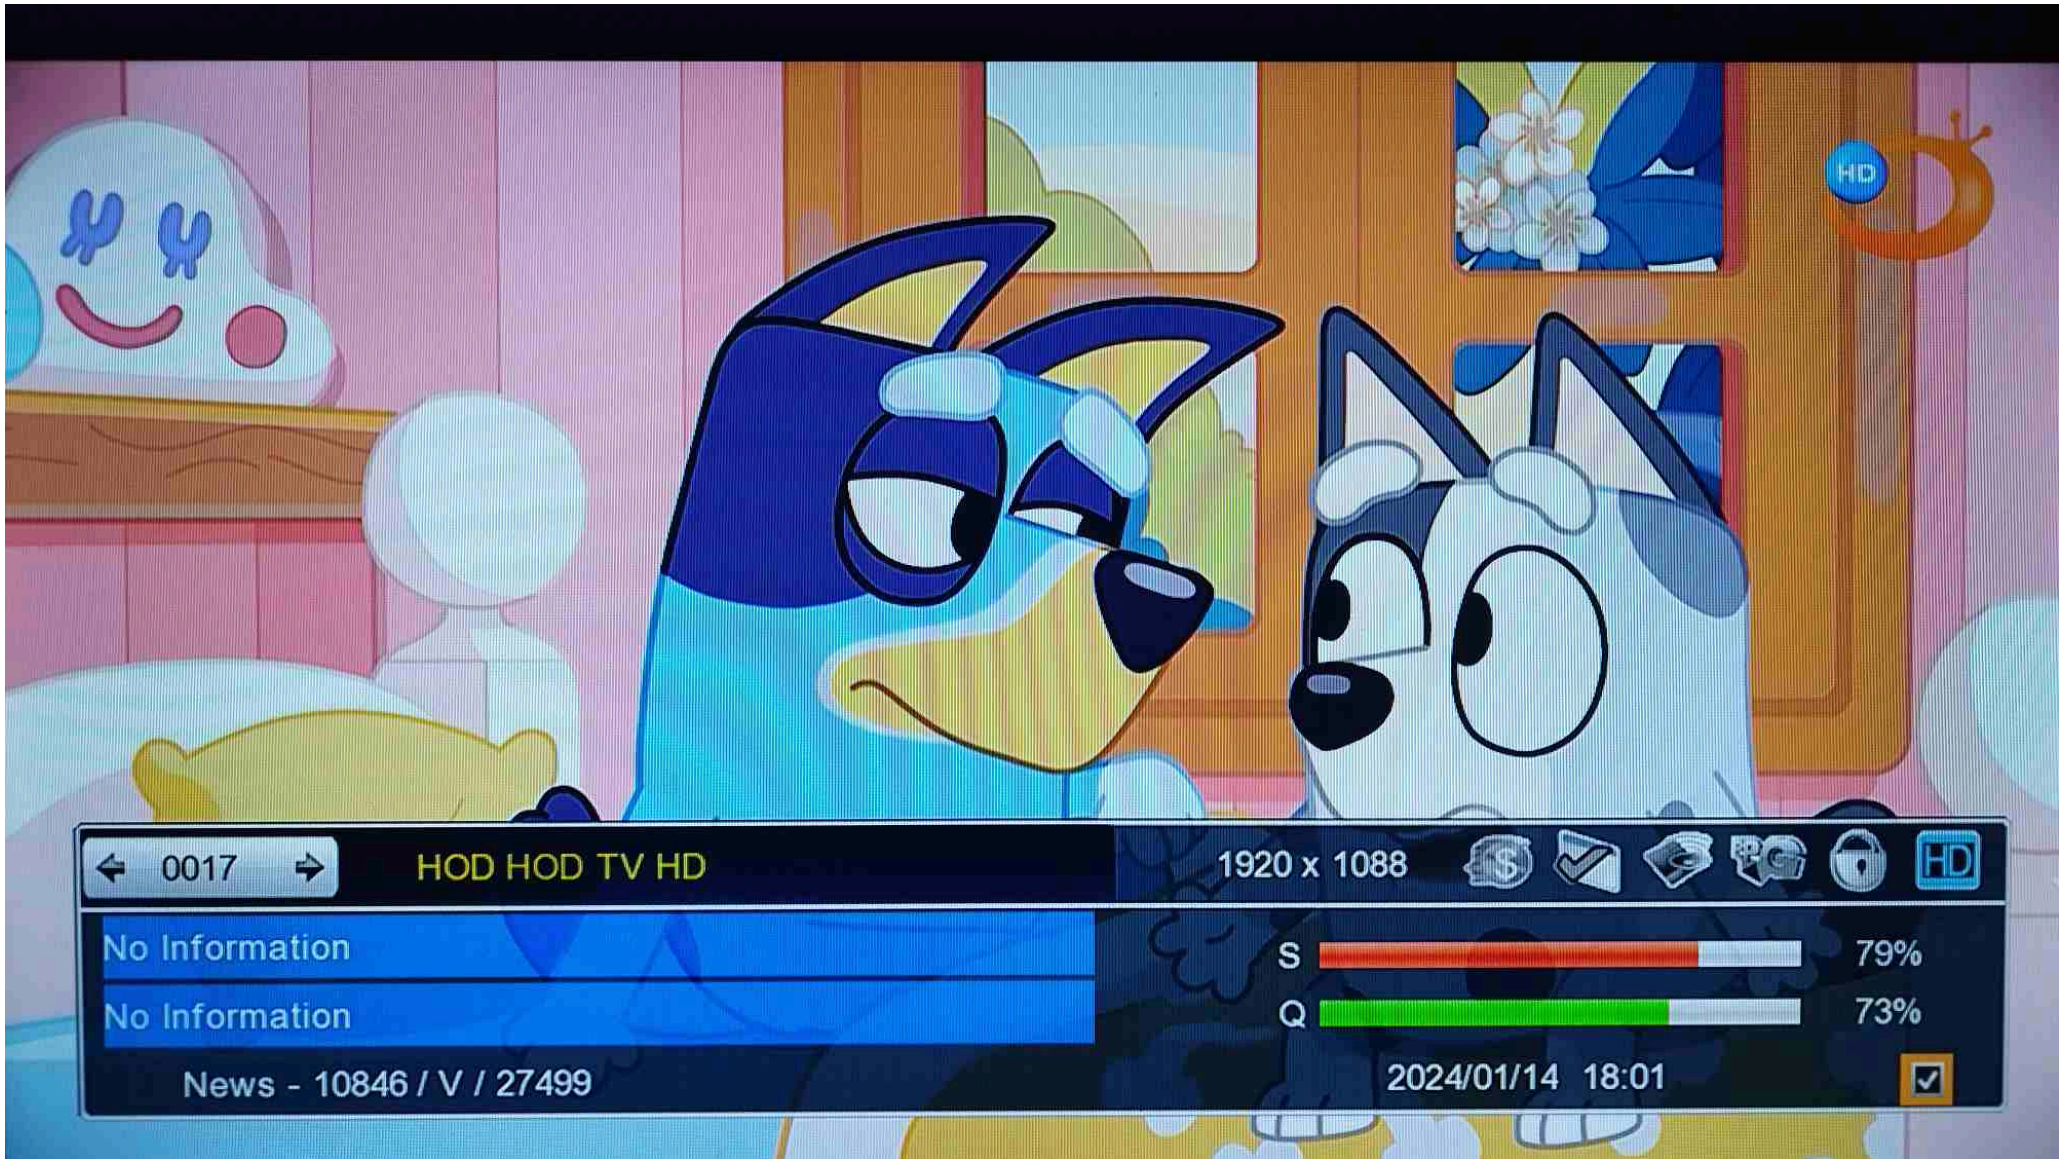 HD
0017
HOD HOD TV HD
1920 x 1088
$
G
HD
No Information
No Information
S
79%
Q
73%
News - 10846 / V / 27499
2024/01/14 18:01